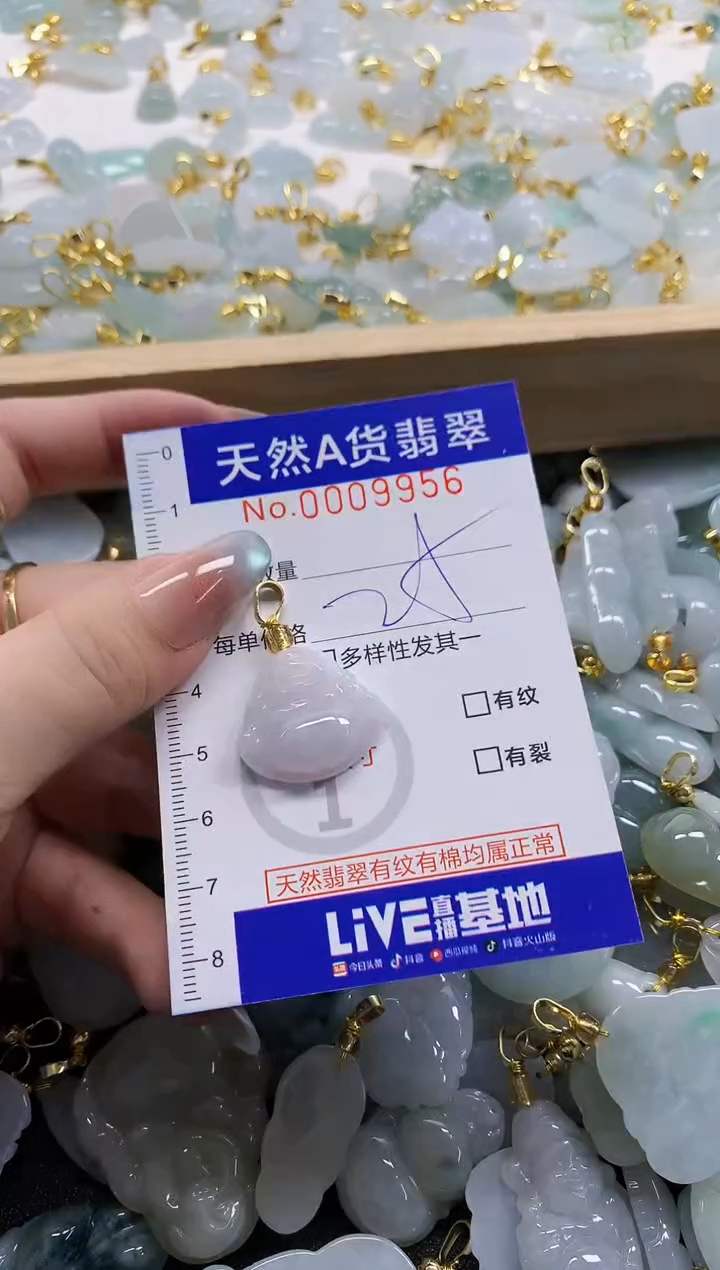 天然A货翡翠
No.0009956
0
1
数量
每单价格
多样性发其一
4
有纹
5
有裂
6
天然翡翠有纹有棉均属正常
7
LiVE直播基地
8
今日头条 抖音 西瓜视频 抖音火山版